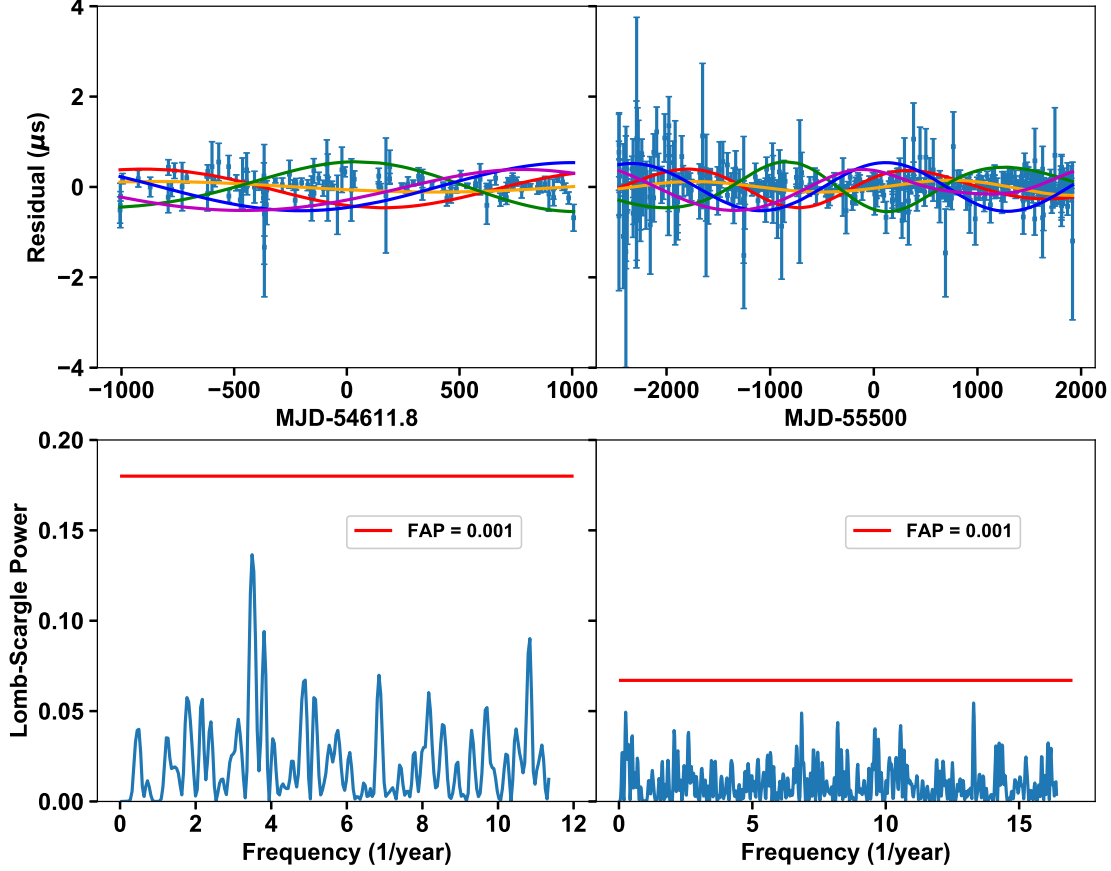 4
2
0
−2
−4
Residual (μs)
−1000 −500 0 500 1000
−2000 −1000 0 1000 2000
MJD-54611.8
MJD-55500
0.20
0.15
0.10
0.05
0.00
Lomb-Scargle Power
FAP = 0.001
FAP = 0.001
0 2 4 6 8 10 12
0 5 10 15
Frequency (1/year)
Frequency (1/year)